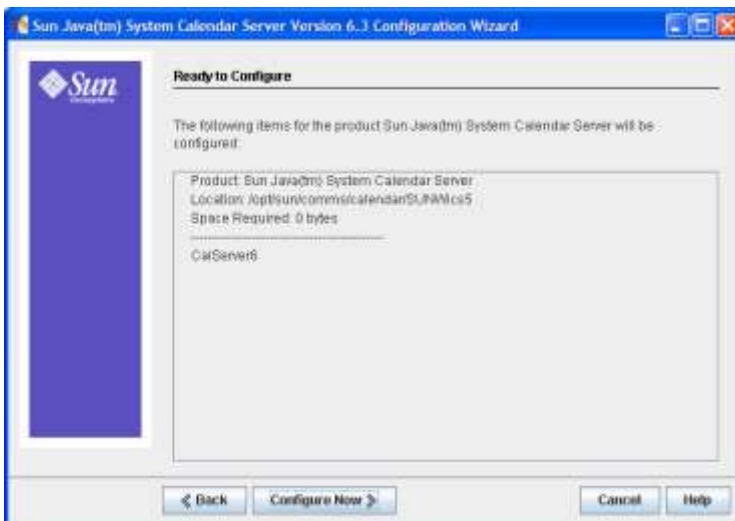 Sun Java(tm) System Calendar Server Version 6.3 Configuration Wizard
Sun
microsystems
Ready to Configure
The following items for the product Sun Java(tm) System Calendar Server will be
configured:
Product: Sun Java(tm) System Calendar Server
Location: /opt/sun/comms/calendar/SUNWics5
Space Required: 0 bytes
----------------------------------------
CalServer6
Back
Configure Now
Cancel
Help